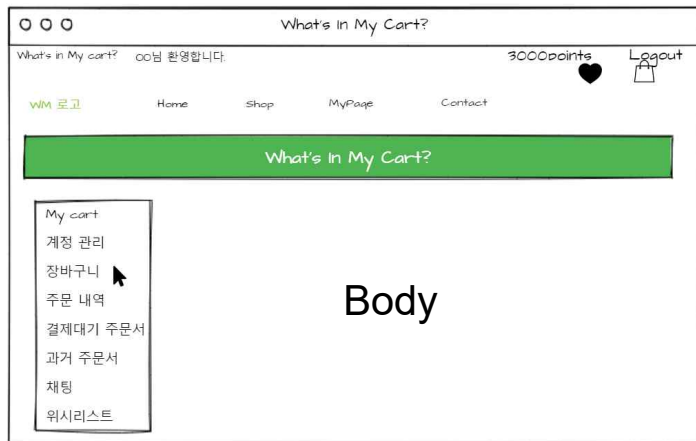 What's In My Cart?
What's in My cart? OO님 환영합니다. 3000points Logout
WM 로고 Home Shop MyPage Contact
What's In My Cart?
My cart
계정 관리
장바구니
주문 내역
결제대기 주문서
과거 주문서
채팅
위시리스트
Body